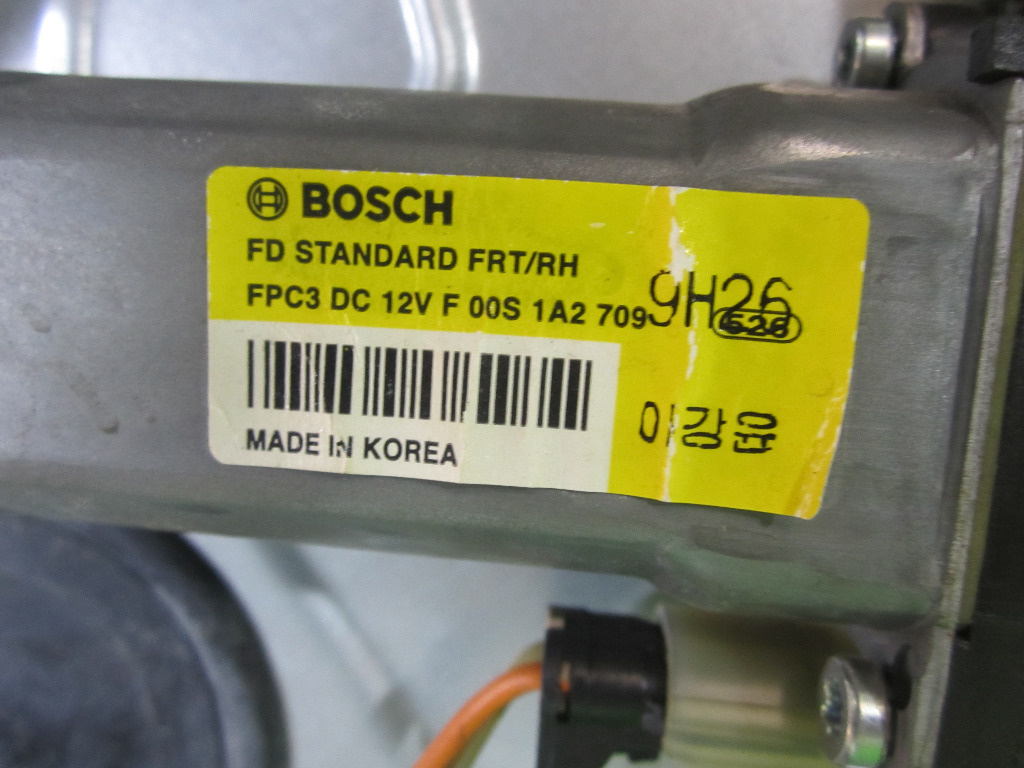 BOSCH
FD STANDARD FRT/RH
FPC3 DC 12V F 00S 1A2 709
9H26
526
이강윤
MADE IN KOREA